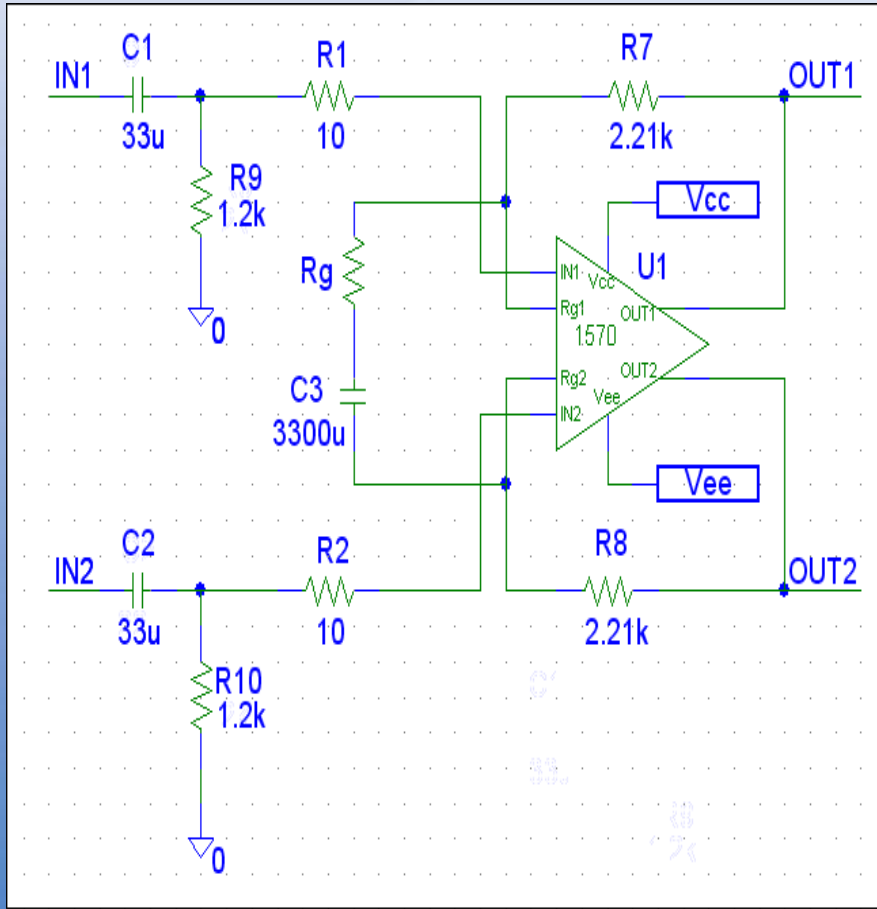 C1
R1
R7
IN1
OUT1
33u
10
2.21k
R9
1.2k
Vcc
Rg
U1
IN1
Vcc
Rg1
OUT1
0
1570
C3
Rg2
OUT2
Vee
3300u
IN2
Vee
C2
R2
R8
IN2
OUT2
33u
10
2.21k
R10
1.2k
0